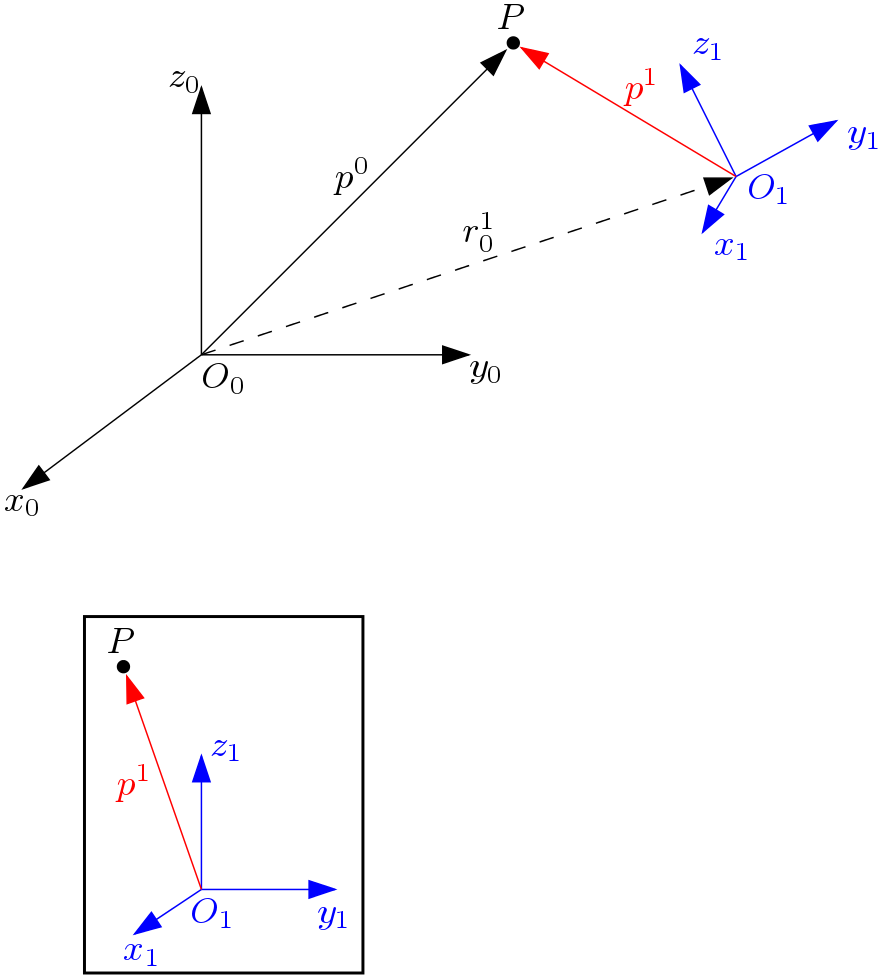 P
z₁
z₀
p¹
y₁
p⁰
O₁
r₀¹
x₁
O₀
y₀
x₀
P
z₁
p¹
O₁
y₁
x₁